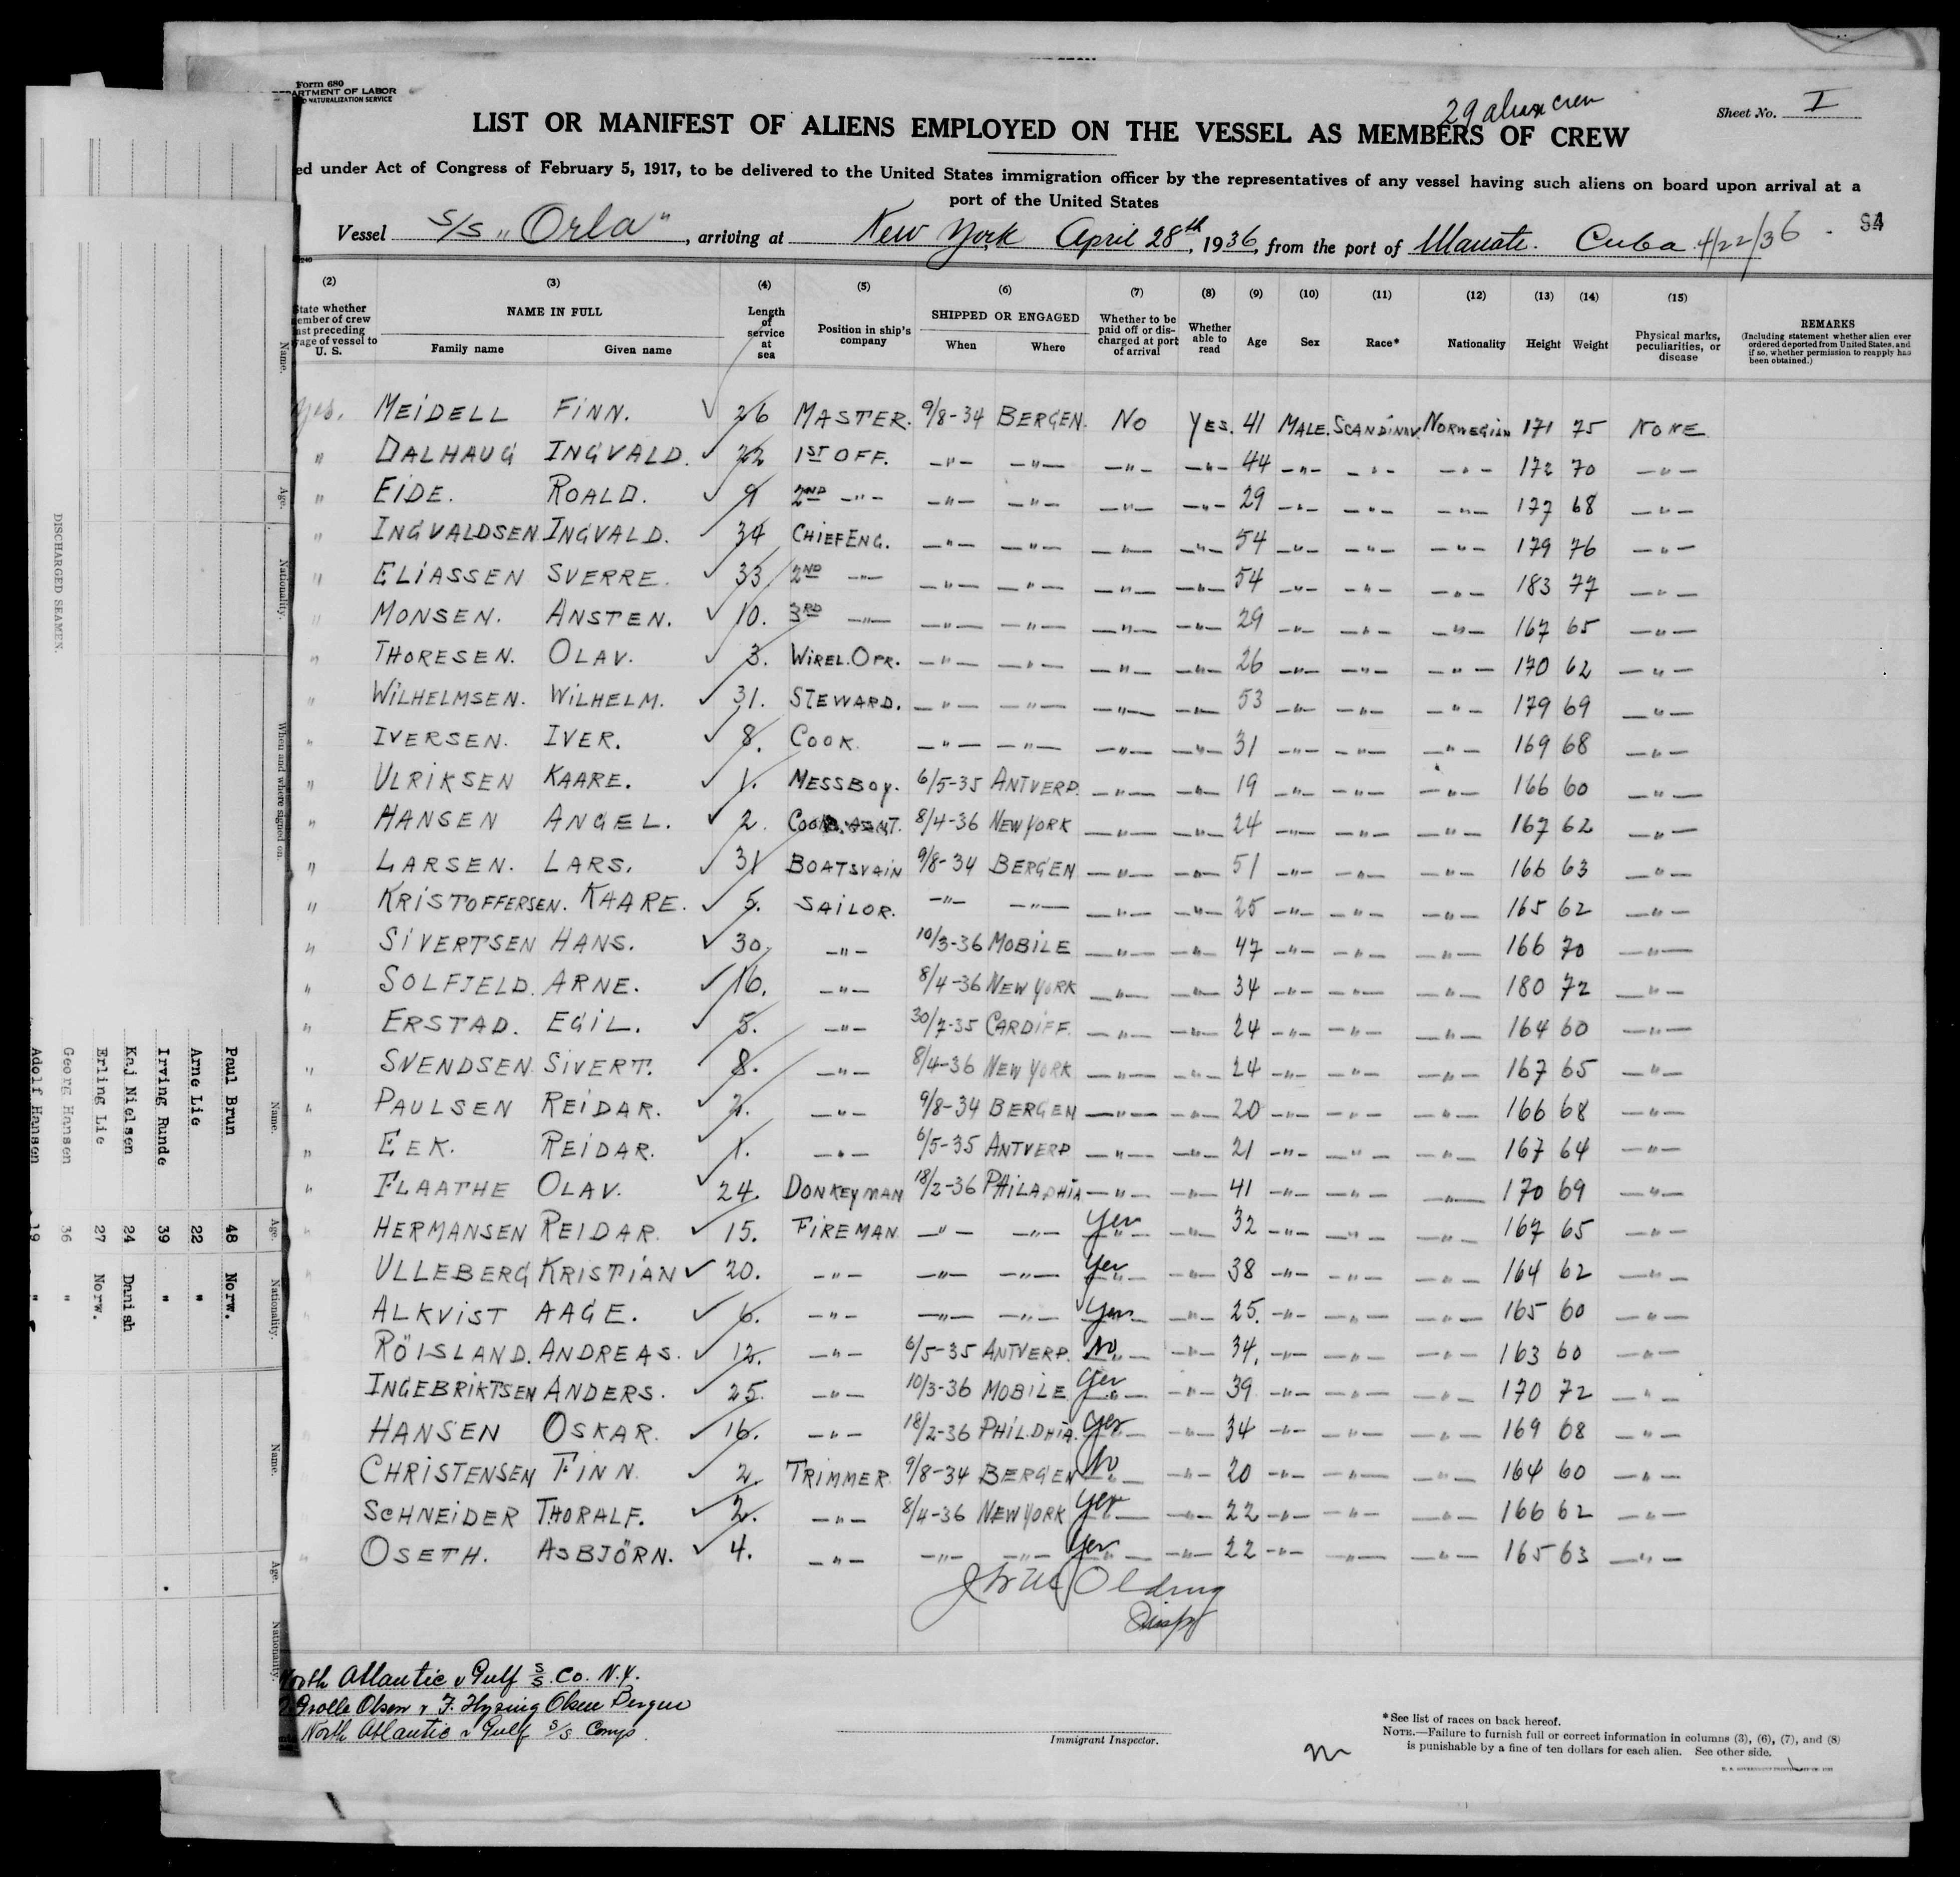 Form 680
ARTMENT OF LABOR
NATURALIZATION SERVICE
29 alien crew
Sheet No. I
LIST OR MANIFEST OF ALIENS EMPLOYED ON THE VESSEL AS MEMBERS OF CREW
ed under Act of Congress of February 5, 1917, to be delivered to the United States immigration officer by the representatives of any vessel having such aliens on board upon arrival at a
port of the United States
Vessel S/S „Orla", arriving at New York April 28th, 1936, from the port of Manati. Cuba 4/22/36 - 94
(2) (3) (4) (5) (6) (7) (8) (9) (10) (11) (12) (13) (14) (15)
State whether member of crew last preceding voyage of vessel to U. S. | NAME IN FULL Family name Given name | Length of service at sea | Position in ship's company | SHIPPED OR ENGAGED When Where | Whether to be paid off or discharged at port of arrival | Whether able to read | Age | Sex | Race* | Nationality | Height | Weight | Physical marks, peculiarities, or disease | REMARKS (Including statement whether alien ever ordered deported from United States, and if so, whether permission to reapply has been obtained.)
yes. MEIDELL FINN. ✓ 26 MASTER. 9/8-34 BERGEN. NO YES. 41 MALE. SCANDINAV. NORWEGIAN 171 75 NONE
" DALHAUG INGVALD. ✓ 22 1ST OFF. -"- -"- -"- -"- 44 -"- -"- -"- 172 70 -"-
" EIDE. ROALD. ✓ 9 2ND -"- -"- -"- -"- -"- 29 -"- -"- -"- 177 68 -"-
" INGVALDSEN INGVALD. ✓ 34 CHIEF ENG. -"- -"- -"- -"- 54 -"- -"- -"- 179 76 -"-
" ELIASSEN SVERRE. ✓ 33 2ND -"- -"- -"- -"- -"- 54 -"- -"- -"- 183 77 -"-
" MONSEN. ANSTEN. ✓ 10. 3RD -"- -"- -"- -"- -"- 29 -"- -"- -"- 167 65 -"-
" THORESEN. OLAV. ✓ 3. WIREL. OPR. -"- -"- -"- -"- 26 -"- -"- -"- 170 62 -"-
" WILHELMSEN. WILHELM. ✓ 31. STEWARD. -"- -"- -"- -"- 53 -"- -"- -"- 179 69 -"-
" IVERSEN. IVER. ✓ 8. COOK. -"- -"- -"- -"- 31 -"- -"- -"- 169 68 -"-
" ULRIKSEN KAARE. ✓ 1. MESSBOY. 6/5-35 ANTVERP. -"- -"- 19 -"- -"- -"- 166 60 -"-
" HANSEN ANGEL. ✓ 2. 8/4-36 NEW YORK -"- -"- 24 -"- -"- -"- 167 62 -"-
" LARSEN. LARS. ✓ 31 BOATSVAIN 9/8-34 BERGEN -"- -"- 51 -"- -"- -"- 166 63 -"-
" KRISTOFFERSEN. KAARE. ✓ 5. SAILOR. -"- -"- -"- -"- 25 -"- -"- -"- 165 62 -"-
" SIVERTSEN HANS. ✓ 30. -"- 10/3-36 MOBILE -"- -"- 47 -"- -"- -"- 166 70 -"-
" SOLFJELD. ARNE. ✓ 16. -"- 8/4-36 NEW YORK -"- -"- 34 -"- -"- -"- 180 72 -"-
" ERSTAD. EGIL. ✓ 5. -"- 30/7-35 CARDIFF. -"- -"- 24 -"- -"- -"- 164 60 -"-
" SVENDSEN SIVERT. 8. -"- 8/4-36 NEW YORK -"- -"- 24 -"- -"- -"- 167 65 -"-
" PAULSEN REIDAR. ✓ 2. -"- 9/8-34 BERGEN -"- -"- 20 -"- -"- -"- 166 68 -"-
" EEK. REIDAR. ✓ 1. -"- 6/5-35 ANTVERP -"- -"- 21 -"- -"- -"- 167 64 -"-
" FLAATHE OLAV. ✓ 24. DONKEYMAN 18/2-36 PHILADHIA -"- -"- 41 -"- -"- -"- 170 69 -"-
" HERMANSEN REIDAR. ✓ 15. FIREMAN -"- -"- Yes -"- 32 -"- -"- -"- 167 65 -"-
" ULLEBERG KRISTIAN ✓ 20. -"- -"- -"- Yes -"- 38 -"- -"- -"- 164 62 -"-
" ALKVIST AAGE. ✓ 6. -"- -"- -"- ✓ Yes -"- 25. -"- -"- -"- 165 60 -"-
" RÖISLAND. ANDREAS. ✓ 12. -"- 6/5-35 ANTVERP. No -"- 34. -"- -"- -"- 163 60 -"-
INGEBRIKTSEN ANDERS. ✓ 25. -"- 10/3-36 MOBILE Yes -"- 39 -"- -"- -"- 170 72 -"-
HANSEN OSKAR. ✓ 16. -"- 18/2-36 PHIL.DHIA. Yes -"- 34 -"- -"- -"- 169 68 -"-
CHRISTENSEN FINN. ✓ 2. TRIMMER. 9/8-34 BERGEN No -"- 20 -"- -"- -"- 164 60 -"-
SCHNEIDER THORALF. ✓ 2. -"- 8/4-36 NEW YORK Yes -"- 22 -"- -"- -"- 166 62 -"-
" OSETH. ASBJÖRN. ✓ 4. -"- -"- -"- Yes -"- 22 -"- -"- -"- 165 63 -"-
North Atlantic & Gulf S/S. Co. N.Y.
Grolle Olsen & F. Hysing Olsen Bergen
North Atlantic & Gulf S/S Comp.
Immigrant Inspector.
*See list of races on back hereof.
NOTE.—Failure to furnish full or correct information in columns (3), (6), (7), and (8)
is punishable by a fine of ten dollars for each alien. See other side.
DISCHARGED SEAMEN.
Name. Age. Nationality. When and where signed on.
Name. Age. Nationality.
Name. Age. Nationality
Paul Brun 48 Norw.
Arne Lie 22 "
Irving Runde 39 "
Kaj Nielsen 24 Danish
Erling Lie 27 Norw.
Georg Hansen 36 "
Adolf Hansen 19 "